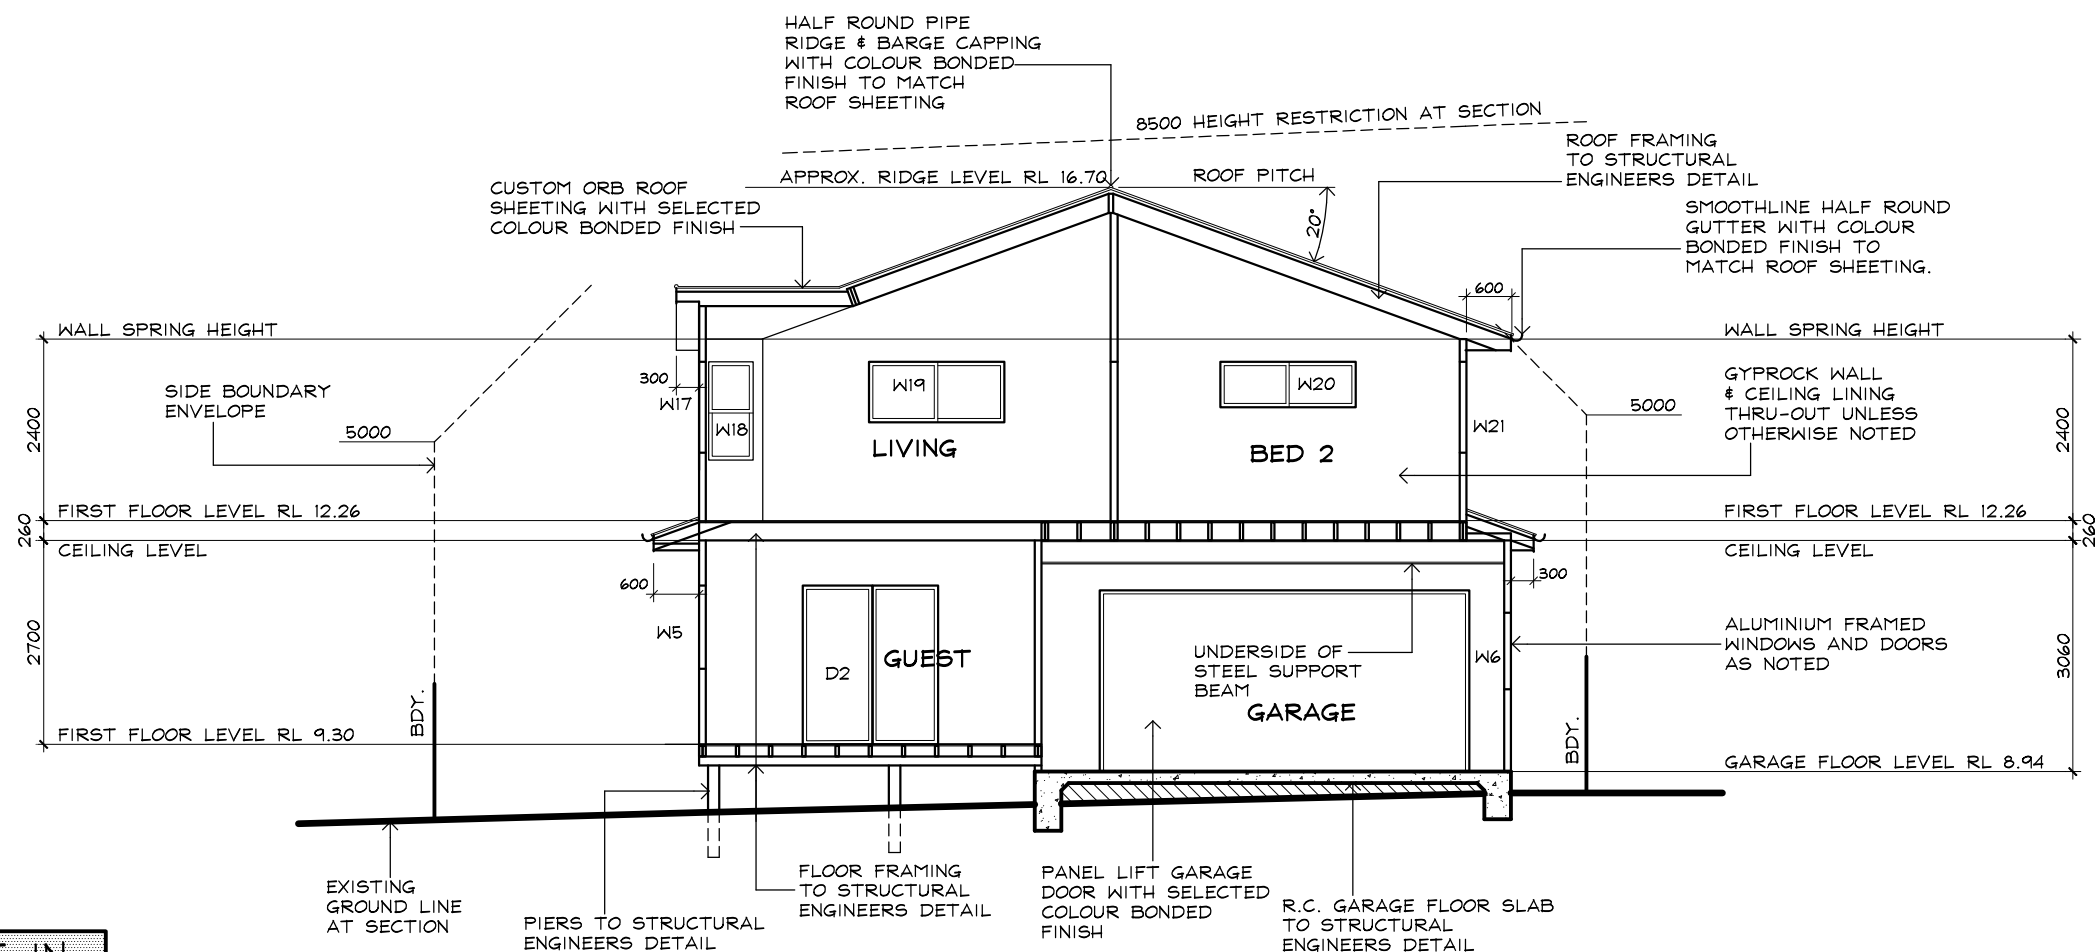 HALF ROUND PIPE
RIDGE & BARGE CAPPING
WITH COLOUR BONDED
FINISH TO MATCH
ROOF SHEETING
8500 HEIGHT RESTRICTION AT SECTION
ROOF FRAMING
TO STRUCTURAL
ENGINEERS DETAIL
APPROX. RIDGE LEVEL RL 16.70
ROOF PITCH
20°
CUSTOM ORB ROOF
SHEETING WITH SELECTED
COLOUR BONDED FINISH
SMOOTHLINE HALF ROUND
GUTTER WITH COLOUR
BONDED FINISH TO
MATCH ROOF SHEETING.
600
WALL SPRING HEIGHT
WALL SPRING HEIGHT
SIDE BOUNDARY
ENVELOPE
5000
2400
300
W17
W18
W19
LIVING
W20
BED 2
W21
5000
GYPROCK WALL
& CEILING LINING
THRU-OUT UNLESS
OTHERWISE NOTED
2400
FIRST FLOOR LEVEL RL 12.26
FIRST FLOOR LEVEL RL 12.26
260
260
CEILING LEVEL
CEILING LEVEL
600
300
W5
2700
D2
GUEST
UNDERSIDE OF
STEEL SUPPORT
BEAM
GARAGE
W6
ALUMINIUM FRAMED
WINDOWS AND DOORS
AS NOTED
3060
BDY.
BDY.
FIRST FLOOR LEVEL RL 9.30
GARAGE FLOOR LEVEL RL 8.94
EXISTING
GROUND LINE
AT SECTION
PIERS TO STRUCTURAL
ENGINEERS DETAIL
FLOOR FRAMING
TO STRUCTURAL
ENGINEERS DETAIL
PANEL LIFT GARAGE
DOOR WITH SELECTED
COLOUR BONDED
FINISH
R.C. GARAGE FLOOR SLAB
TO STRUCTURAL
ENGINEERS DETAIL